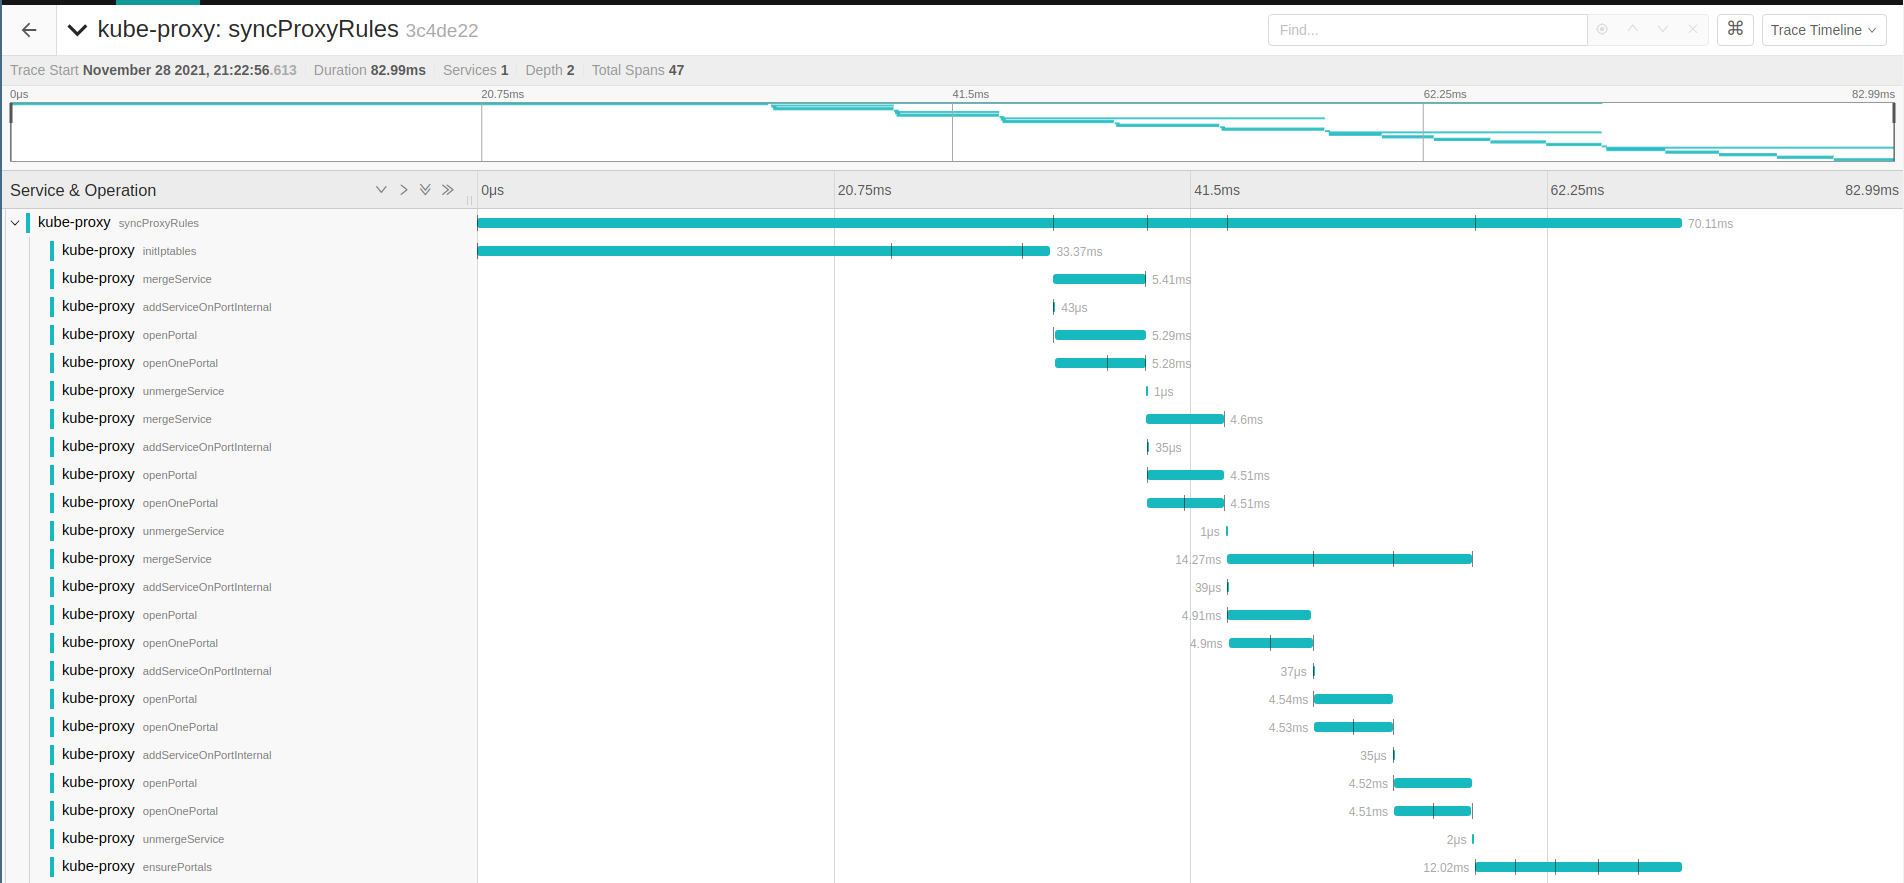 kube-proxy: syncProxyRules 3c4de22 Find... ⌘ Trace Timeline
Trace Start November 28 2021, 21:22:56.613 Duration 82.99ms Services 1 Depth 2 Total Spans 47
0μs 20.75ms 41.5ms 62.25ms 82.99ms
Service & Operation 0μs 20.75ms 41.5ms 62.25ms 82.99ms
kube-proxy syncProxyRules 70.11ms
kube-proxy initIptables 33.37ms
kube-proxy mergeService 5.41ms
kube-proxy addServiceOnPortInternal 43μs
kube-proxy openPortal 5.29ms
kube-proxy openOnePortal 5.28ms
kube-proxy unmergeService 1μs
kube-proxy mergeService 4.6ms
kube-proxy addServiceOnPortInternal 35μs
kube-proxy openPortal 4.51ms
kube-proxy openOnePortal 4.51ms
kube-proxy unmergeService 1μs
kube-proxy mergeService 14.27ms
kube-proxy addServiceOnPortInternal 39μs
kube-proxy openPortal 4.91ms
kube-proxy openOnePortal 4.9ms
kube-proxy addServiceOnPortInternal 37μs
kube-proxy openPortal 4.54ms
kube-proxy openOnePortal 4.53ms
kube-proxy addServiceOnPortInternal 35μs
kube-proxy openPortal 4.52ms
kube-proxy openOnePortal 4.51ms
kube-proxy unmergeService 2μs
kube-proxy ensurePortals 12.02ms